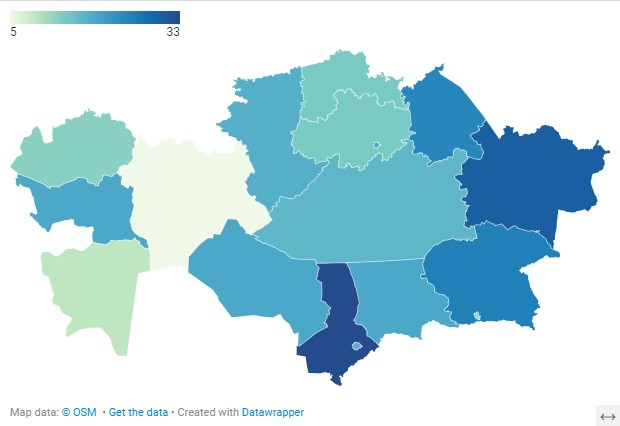 5 33
Map data: © OSM • Get the data • Created with Datawrapper